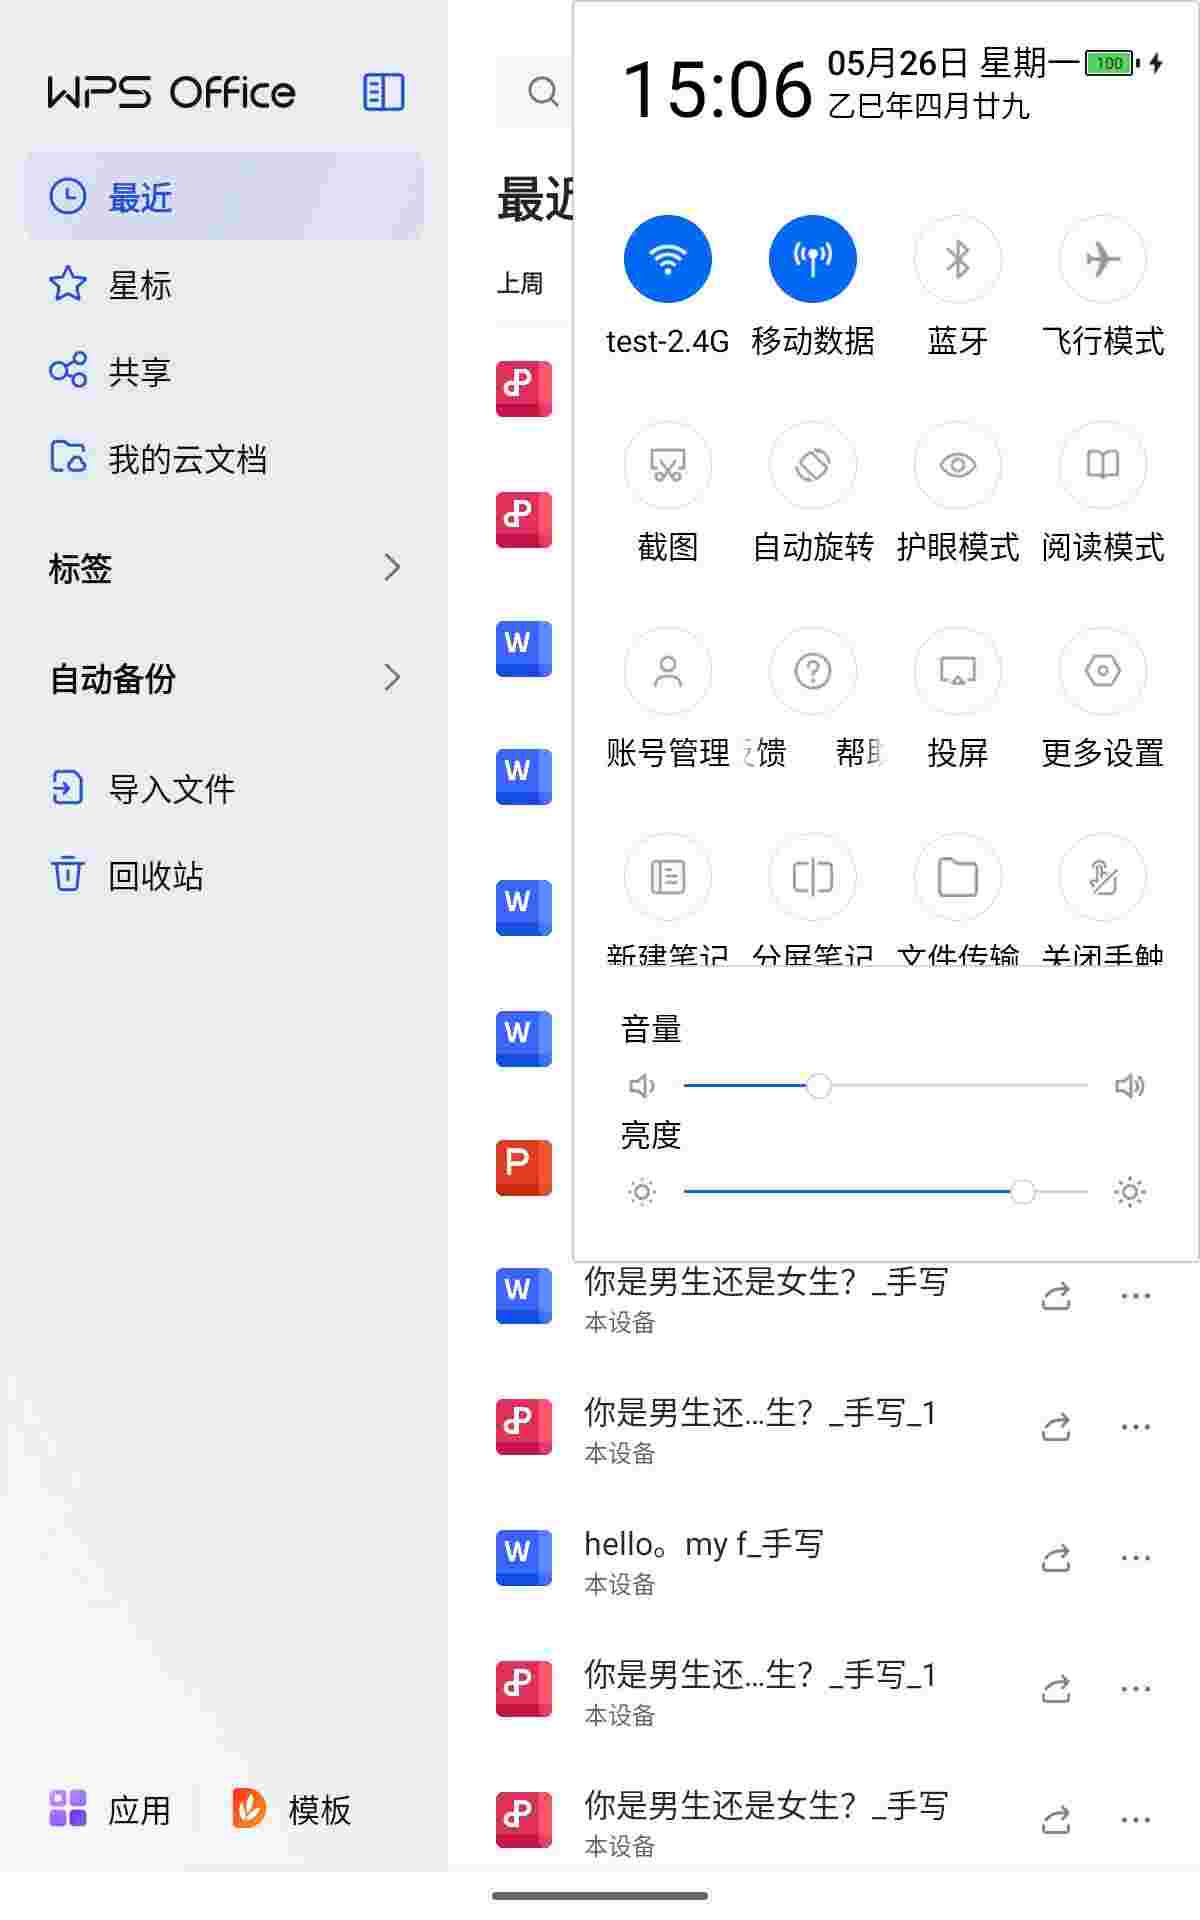 WPS Office
最近
星标
共享
我的云文档
标签
自动备份
导入文件
回收站
应用
模板
最近
上周
15:06
05月26日 星期一
100
乙巳年四月廿九
test-2.4G
移动数据
蓝牙
飞行模式
截图
自动旋转
护眼模式
阅读模式
账号管理
馈 帮助
投屏
更多设置
新建笔记
分屏笔记
文件传输
关闭手触
音量
亮度
你是男生还是女生？_手写
本设备
你是男生还...生？_手写_1
本设备
hello。my f_手写
本设备
你是男生还...生？_手写_1
本设备
你是男生还是女生？_手写
本设备